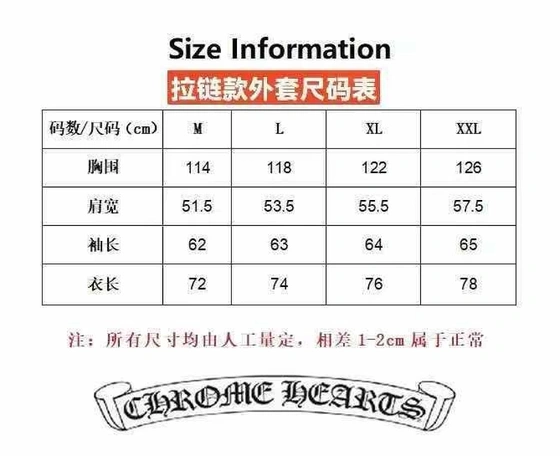 Size Information
拉链款外套尺码表
码数/尺码(cm) M L XL XXL
胸围 114 118 122 126
肩宽 51.5 53.5 55.5 57.5
袖长 62 63 64 65
衣长 72 74 76 78
注：所有尺寸均由人工量定，相差1-2cm属于正常
CHROME HEARTS